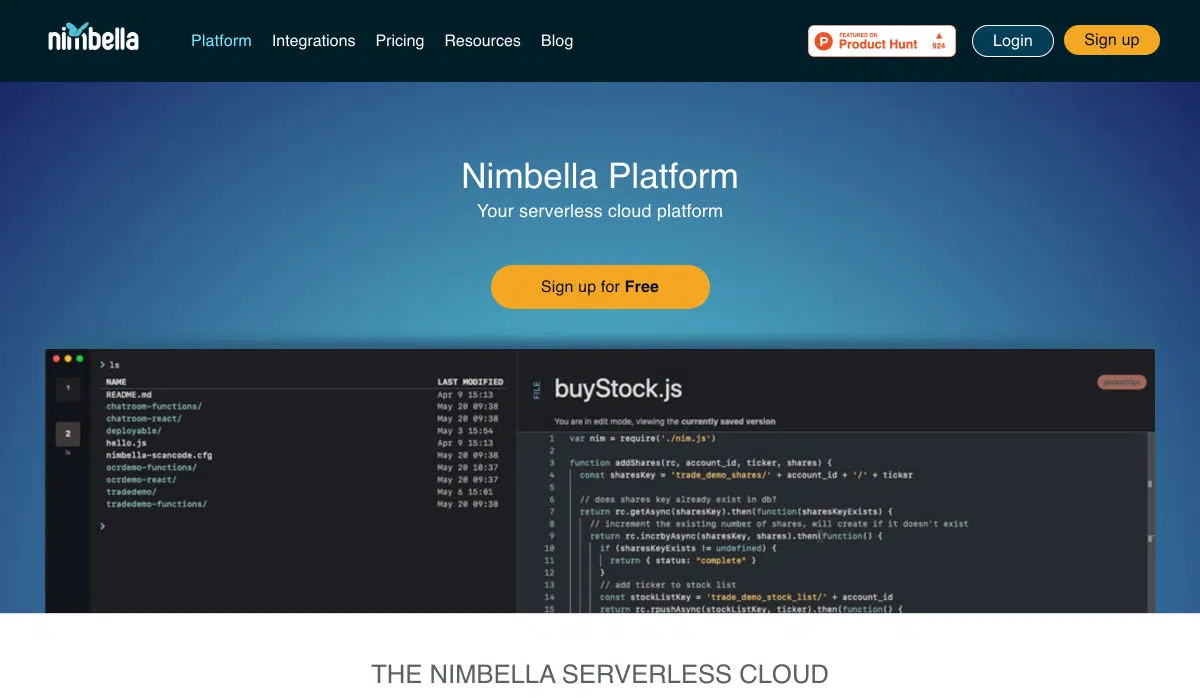 nimbella
Platform
Integrations
Pricing
Resources
Blog
FEATURED ON
Product Hunt
924
Login
Sign up
Nimbella Platform
Your serverless cloud platform
Sign up for Free
1
2
ls
❯ ls
NAME LAST MODIFIED
README.md Apr 9 15:13
chatroom-functions/ May 20 09:38
chatroom-react/ May 20 09:38
deployable/ May 3 15:54
hello.js Apr 9 15:13
nimbella-scancode.cfg May 20 09:38
ocrdemo-functions/ May 20 10:37
ocrdemo-react/ May 20 09:37
tradedemo/ May 6 15:01
tradedemo-functions/ May 20 09:38
❯
FILE
buyStock.js
javascript
You are in edit mode, viewing the currently saved version
1 var nim = require('./nim.js')
2
3 function addShares(rc, account_id, ticker, shares) {
4 const sharesKey = 'trade_demo_shares/' + account_id + '/' + ticker
5
6 // does shares key already exist in db?
7 return rc.getAsync(sharesKey).then(function(sharesKeyExists) {
8 // increment the existing number of shares, will create if it doesn't exist
9 return rc.incrbyAsync(sharesKey, shares).then(function() {
10 if (sharesKeyExists != undefined) {
11 return { status: "complete" }
12 }
13 // add ticker to stock list
14 const stockListKey = 'trade_demo_stock_list/' + account_id
15 return rc.rpushAsync(stockListKey, ticker).then(function() {
THE NIMBELLA SERVERLESS CLOUD